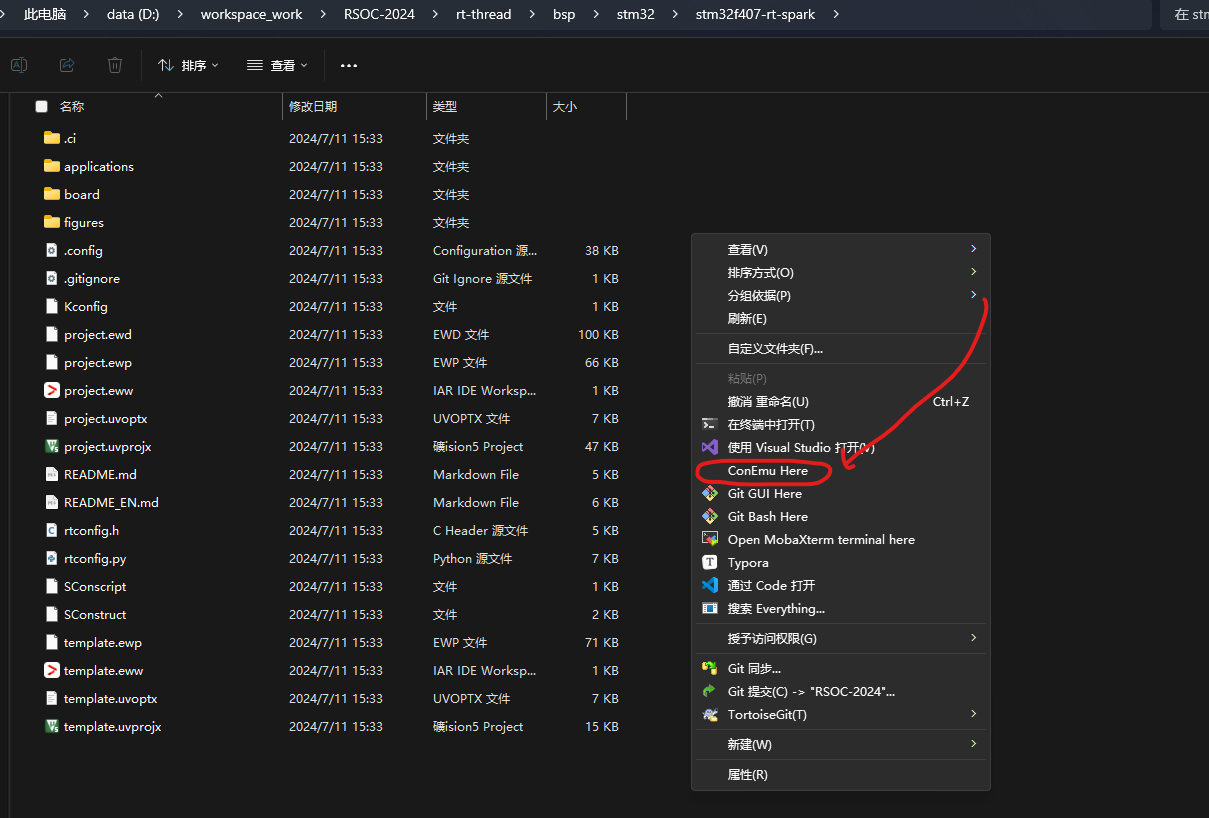 此电脑 > data (D:) > workspace_work > RSOC-2024 > rt-thread > bsp > stm32 > stm32f407-rt-spark >
在 stm
排序 查看 ...
名称 修改日期 类型 大小
.ci 2024/7/11 15:33 文件夹
applications 2024/7/11 15:33 文件夹
board 2024/7/11 15:33 文件夹
figures 2024/7/11 15:33 文件夹
.config 2024/7/11 15:33 Configuration 源... 38 KB
.gitignore 2024/7/11 15:33 Git Ignore 源文件 1 KB
Kconfig 2024/7/11 15:33 文件 1 KB
project.ewd 2024/7/11 15:33 EWD 文件 100 KB
project.ewp 2024/7/11 15:33 EWP 文件 66 KB
project.eww 2024/7/11 15:33 IAR IDE Worksp... 1 KB
project.uvoptx 2024/7/11 15:33 UVOPTX 文件 7 KB
project.uvprojx 2024/7/11 15:33 礦ision5 Project 47 KB
README.md 2024/7/11 15:33 Markdown File 5 KB
README_EN.md 2024/7/11 15:33 Markdown File 6 KB
rtconfig.h 2024/7/11 15:33 C Header 源文件 5 KB
rtconfig.py 2024/7/11 15:33 Python 源文件 7 KB
SConscript 2024/7/11 15:33 文件 1 KB
SConstruct 2024/7/11 15:33 文件 2 KB
template.ewp 2024/7/11 15:33 EWP 文件 71 KB
template.eww 2024/7/11 15:33 IAR IDE Worksp... 1 KB
template.uvoptx 2024/7/11 15:33 UVOPTX 文件 7 KB
template.uvprojx 2024/7/11 15:33 礦ision5 Project 15 KB
查看(V)
排序方式(O)
分组依据(P)
刷新(E)
自定义文件夹(F)...
粘贴(P)
撤消 重命名(U) Ctrl+Z
在终端中打开(T)
使用 Visual Studio 打开(V)
ConEmu Here
Git GUI Here
Git Bash Here
Open MobaXterm terminal here
Typora
通过 Code 打开
搜索 Everything...
授予访问权限(G)
Git 同步...
Git 提交(C) -> "RSOC-2024"...
TortoiseGit(T)
新建(W)
属性(R)